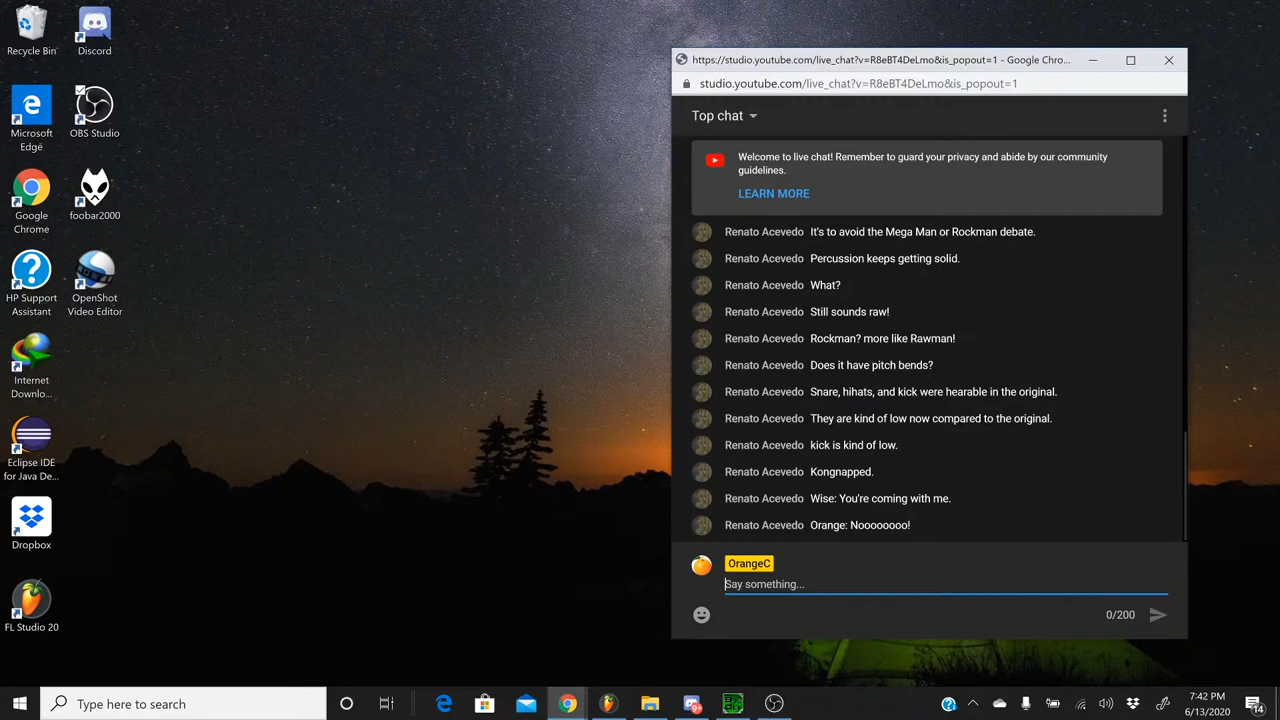 Recycle Bin
Discord
Microsoft
Edge
OBS Studio
Google
Chrome
foobar2000
HP Support
Assistant
OpenShot
Video Editor
Internet
Downlo...
Eclipse IDE
for Java De...
Dropbox
FL Studio 20
https://studio.youtube.com/live_chat?v=R8eBT4DeLmo&is_popout=1 - Google Chro...
studio.youtube.com/live_chat?v=R8eBT4DeLmo&is_popout=1
Top chat
Welcome to live chat! Remember to guard your privacy and abide by our community
guidelines.
LEARN MORE
Renato Acevedo It's to avoid the Mega Man or Rockman debate.
Renato Acevedo Percussion keeps getting solid.
Renato Acevedo What?
Renato Acevedo Still sounds raw!
Renato Acevedo Rockman? more like Rawman!
Renato Acevedo Does it have pitch bends?
Renato Acevedo Snare, hihats, and kick were hearable in the original.
Renato Acevedo They are kind of low now compared to the original.
Renato Acevedo kick is kind of low.
Renato Acevedo Kongnapped.
Renato Acevedo Wise: You're coming with me.
Renato Acevedo Orange: Noooooooo!
OrangeC
Say something...
0/200
Type here to search
7:42 PM
6/13/2020
14